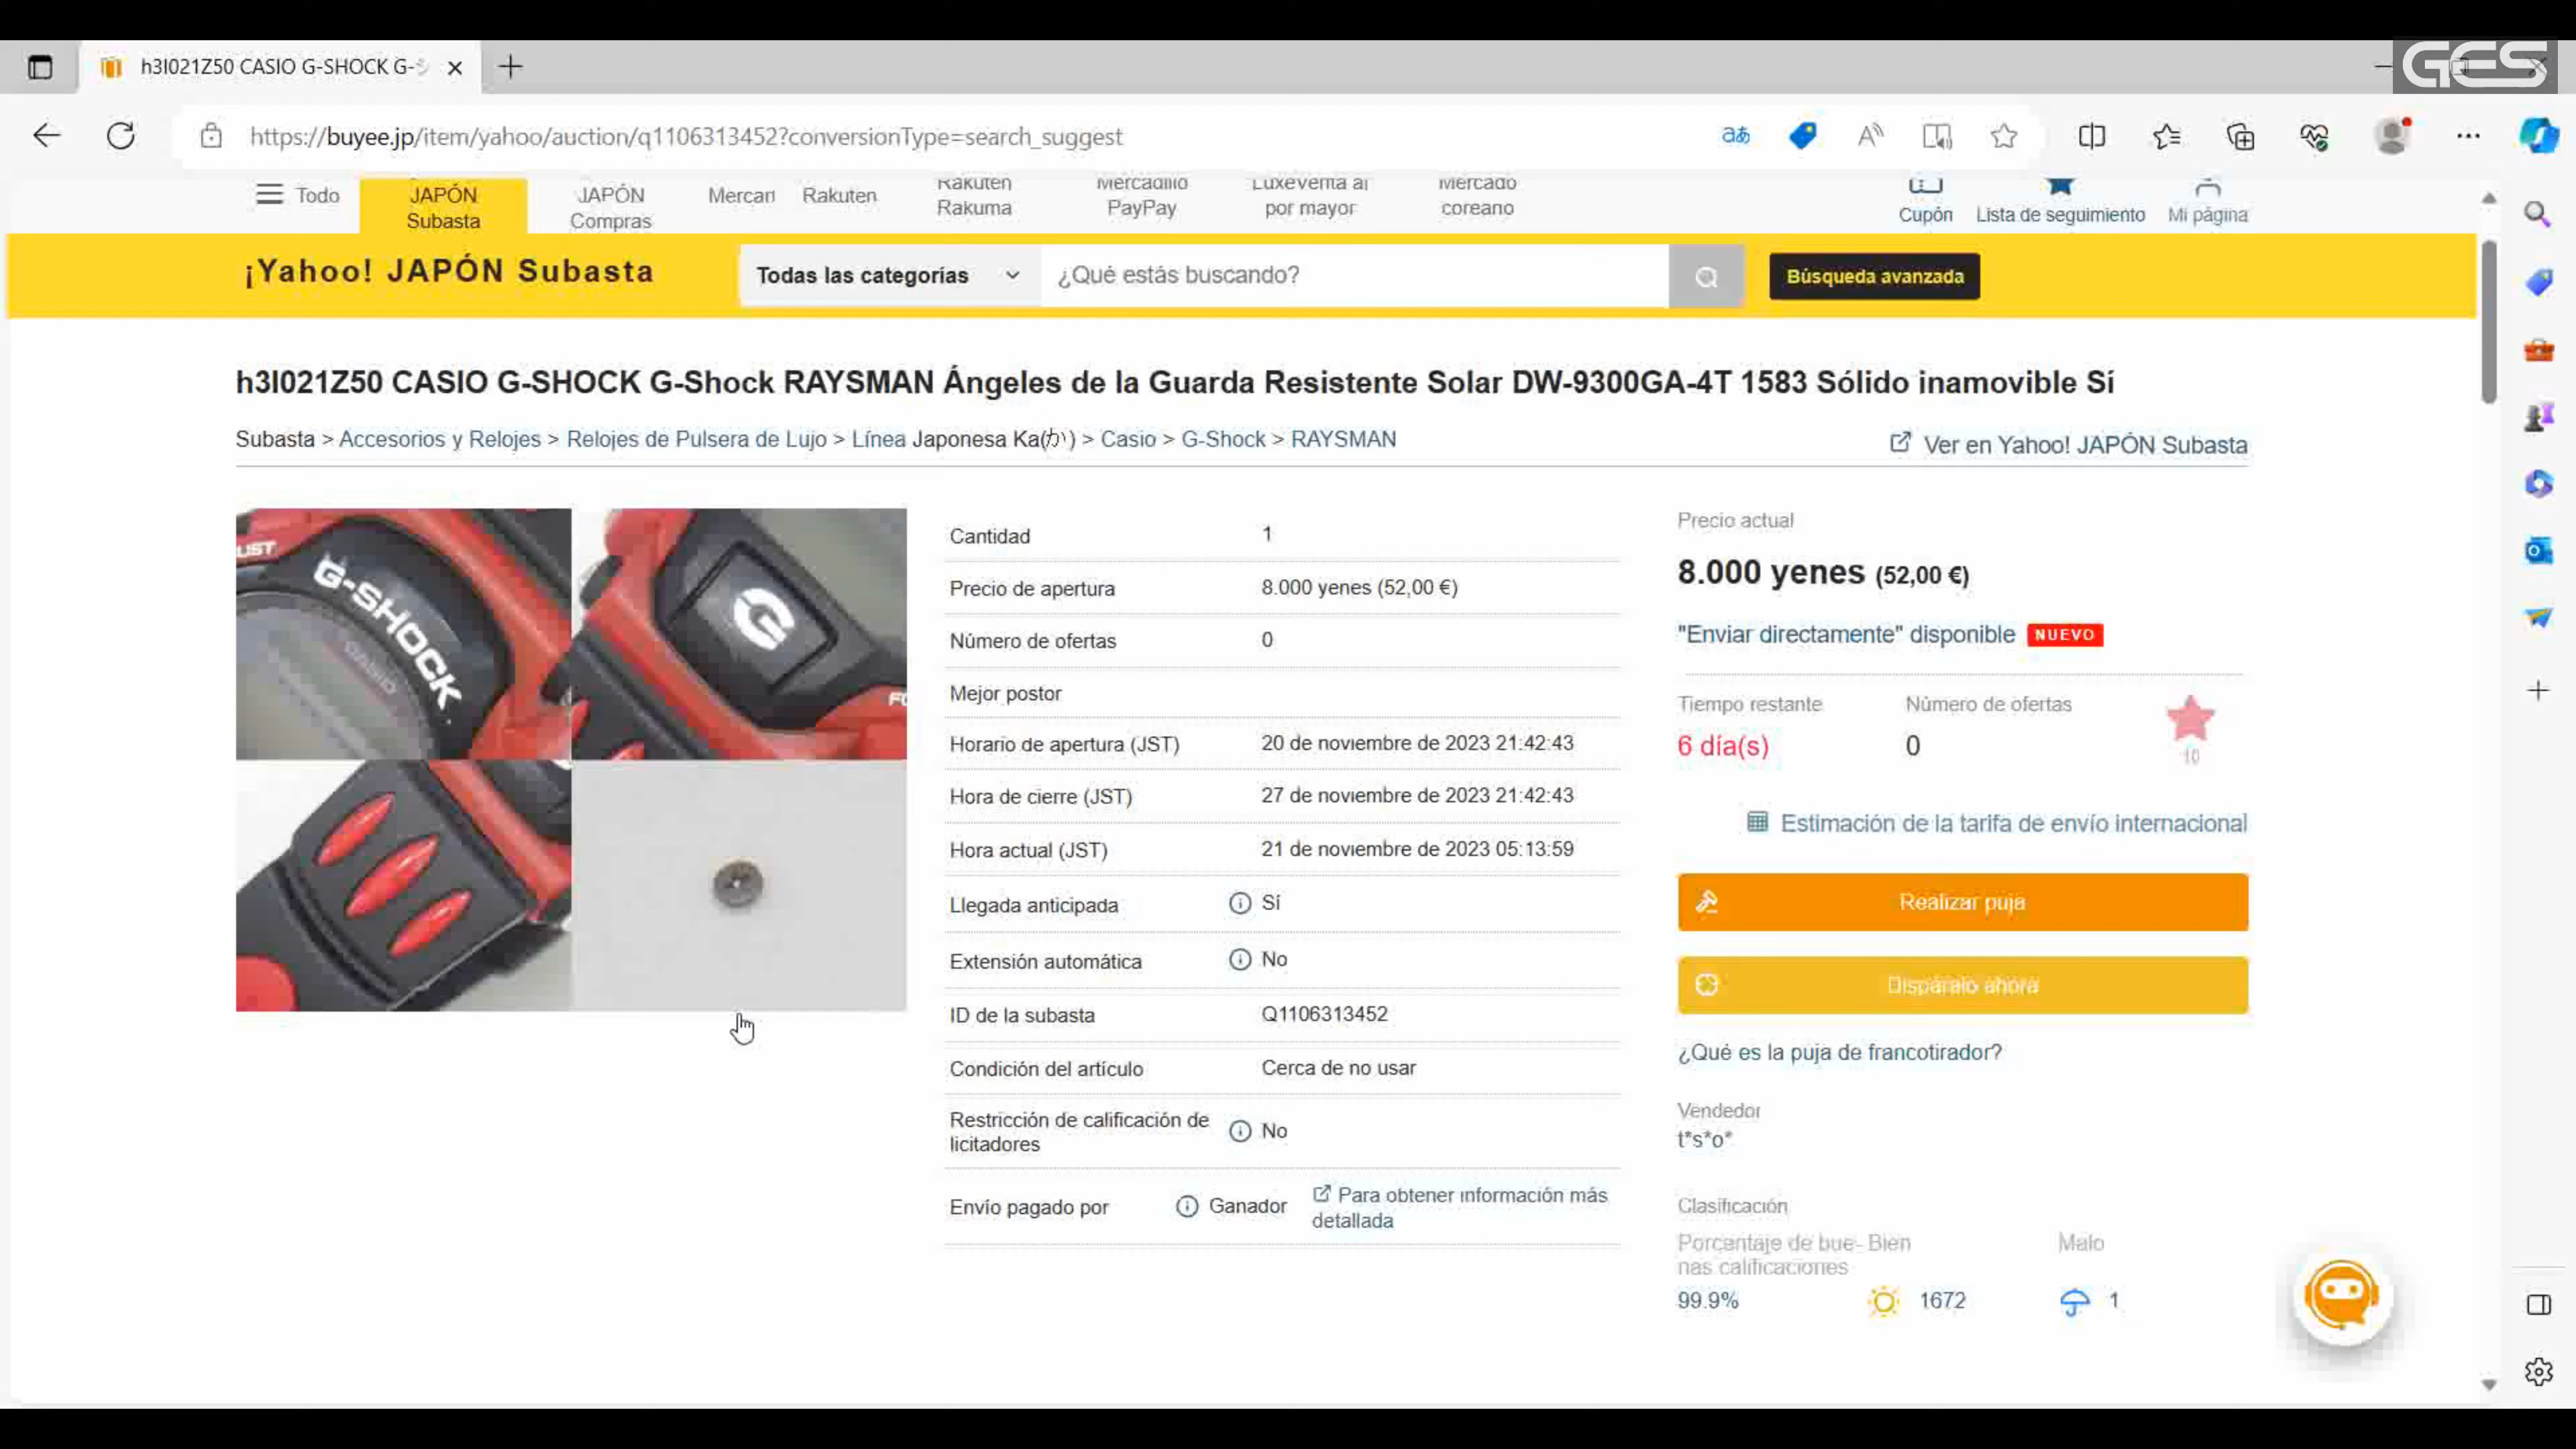 GES
h3I021Z50 CASIO G-SHOCK G-シ
https://buyee.jp/item/yahoo/auction/q1106313452?conversionType=search_suggest
Todo
JAPÓN
Subasta
JAPÓN
Compras
Mercari
Rakuten
Rakuten
Rakuma
Mercadillo
PayPay
LuxeVenta al
por mayor
Mercado
coreano
Cupón
Lista de seguimiento
Mi página
¡Yahoo! JAPÓN Subasta
Todas las categorías
¿Qué estás buscando?
Búsqueda avanzada
h3I021Z50 CASIO G-SHOCK G-Shock RAYSMAN Ángeles de la Guarda Resistente Solar DW-9300GA-4T 1583 Sólido inamovible Sí
Subasta > Accesorios y Relojes > Relojes de Pulsera de Lujo > Línea Japonesa Ka(か) > Casio > G-Shock > RAYSMAN
Ver en Yahoo! JAPÓN Subasta
G-SHOCK
CASIO
G
Cantidad 1
Precio de apertura 8.000 yenes (52,00 €)
Número de ofertas 0
Mejor postor
Horario de apertura (JST) 20 de noviembre de 2023 21:42:43
Hora de cierre (JST) 27 de noviembre de 2023 21:42:43
Hora actual (JST) 21 de noviembre de 2023 05:13:59
Llegada anticipada Sí
Extensión automática No
ID de la subasta Q1106313452
Condición del artículo Cerca de no usar
Restricción de calificación de
licitadores No
Envío pagado por Ganador Para obtener información más
detallada
Precio actual
8.000 yenes (52,00 €)
"Enviar directamente" disponible NUEVO
Tiempo restante
6 día(s)
Número de ofertas
0
10
Estimación de la tarifa de envío internacional
Realizar puja
Dispáralo ahora
¿Qué es la puja de francotirador?
Vendedor
t*s*o*
Clasificación
Porcentaje de bue-
nas calificaciones
Bien
Malo
99.9%
1672
1